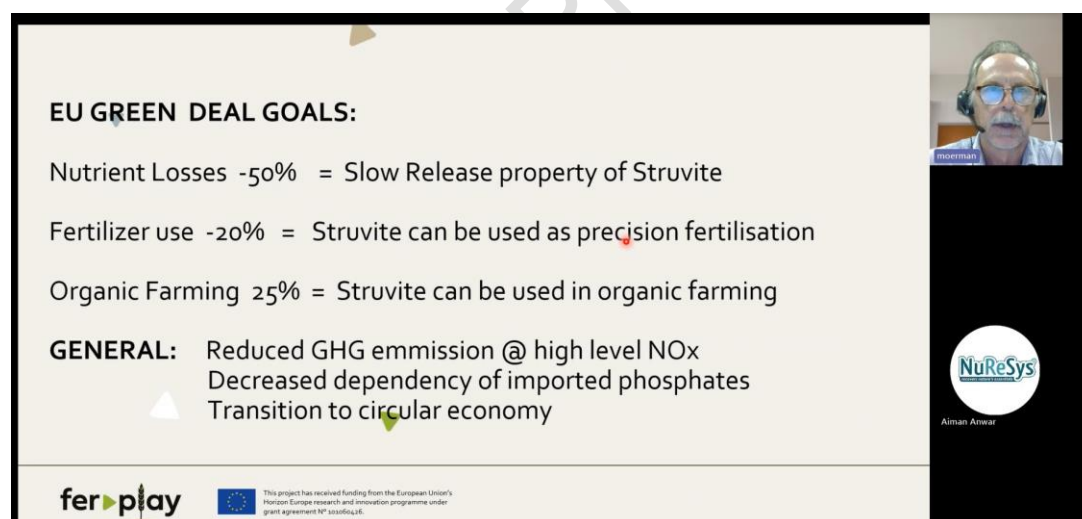 EU GREEN DEAL GOALS:
Nutrient Losses -50% = Slow Release property of Struvite
Fertilizer use -20% = Struvite can be used as precision fertilisation
Organic Farming 25% = Struvite can be used in organic farming
GENERAL: Reduced GHG emmission @ high level NOx
Decreased dependency of imported phosphates
Transition to circular economy
fer play
This project has received funding from the European Union's
Horizon Europe research and innovation programme under
grant agreement N° 101060426.
moerman
NuReSys
Aiman Anwar